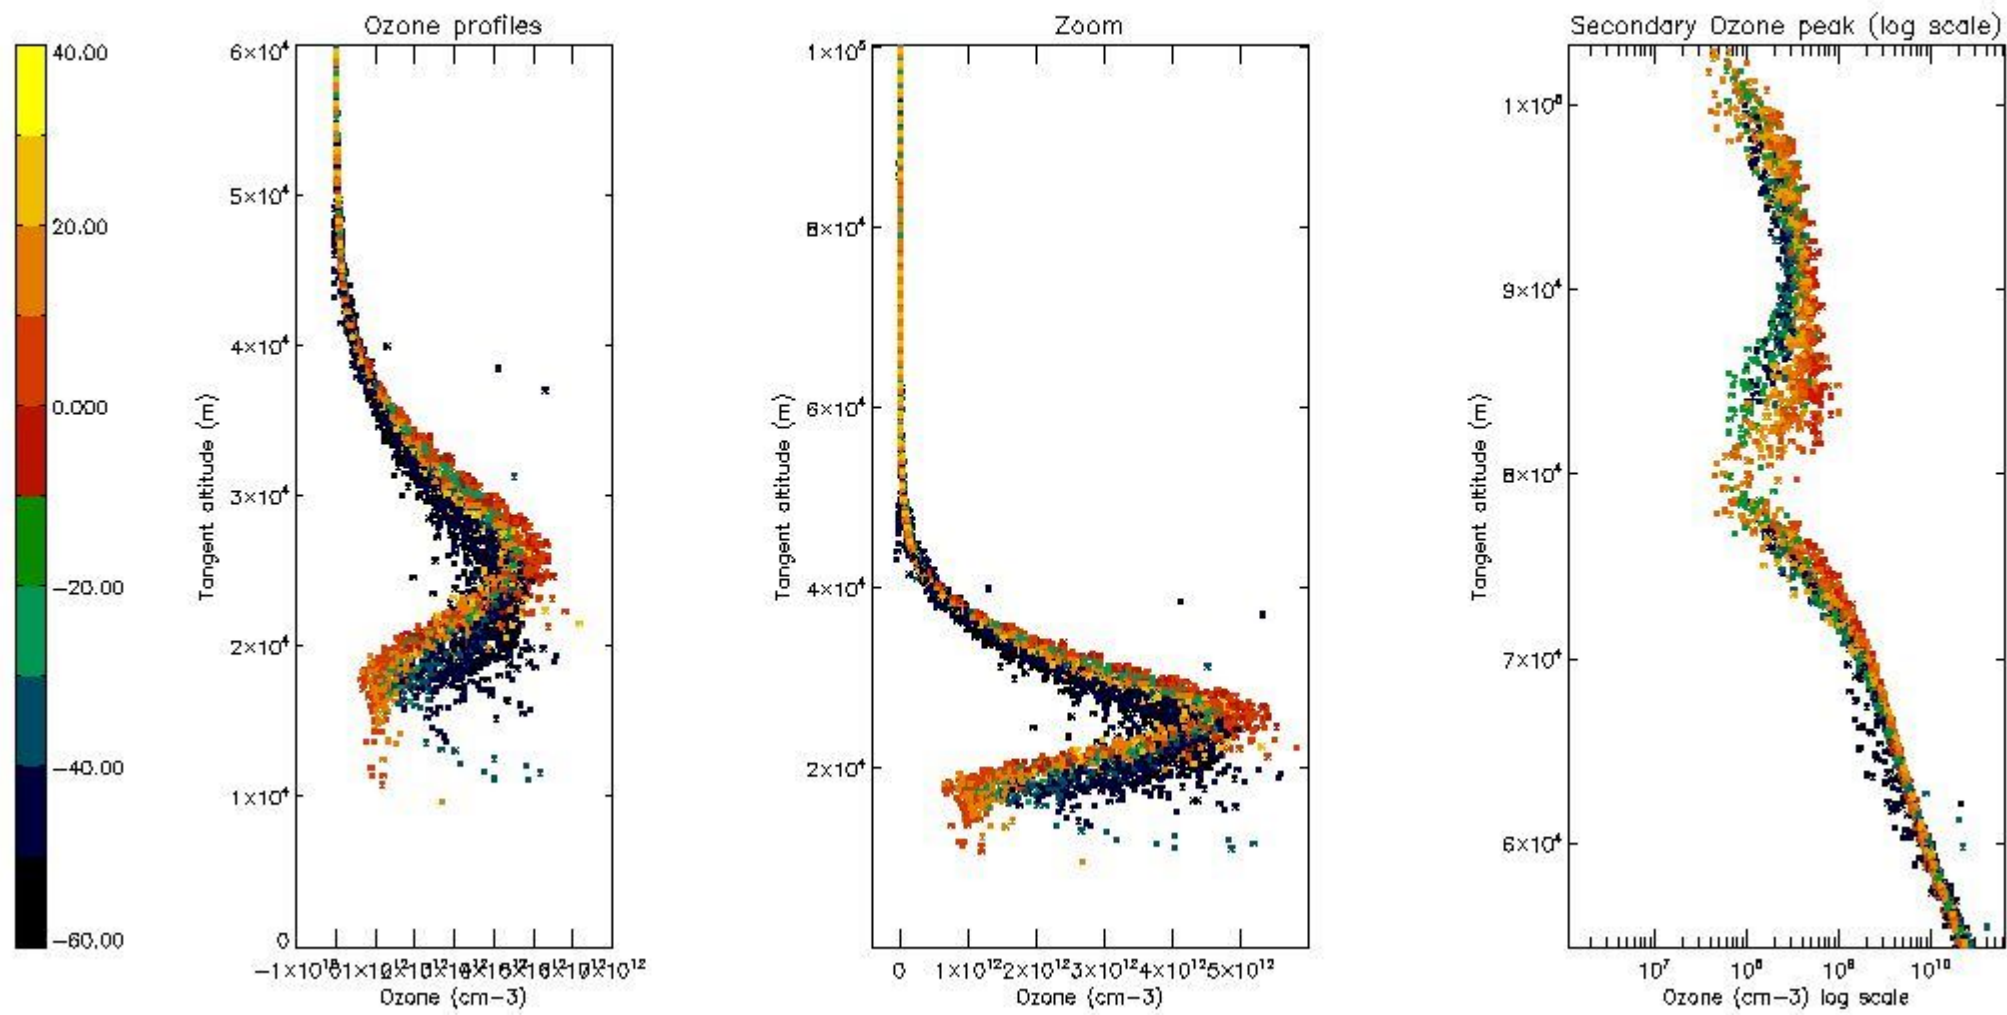 Ozone profiles
Zoom
Secondary Ozone peak (log scale)
40.00
20.00
0.000
−20.00
−40.00
−60.00
6×10⁴
5×10⁴
4×10⁴
3×10⁴
2×10⁴
1×10⁴
0
Tangent altitude (m)
Ozone (cm−3)
1×10⁵
8×10⁴
6×10⁴
4×10⁴
2×10⁴
Tangent altitude (m)
0 1×10¹² 2×10¹² 3×10¹² 4×10¹² 5×10¹²
Ozone (cm−3)
9×10⁴
8×10⁴
7×10⁴
6×10⁴
Tangent altitude (m)
10⁷ 10⁸ 10⁹ 10¹⁰
Ozone (cm−3) log scale